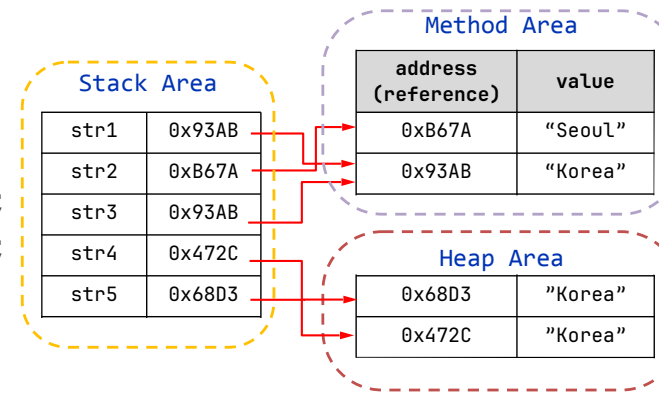 Method Area
address
(reference) value
0xB67A “Seoul”
0x93AB “Korea”
Stack Area
str1 0x93AB
str2 0xB67A
str3 0x93AB
str4 0x472C
str5 0x68D3
;
;
Heap Area
0x68D3 ”Korea”
0x472C ”Korea”